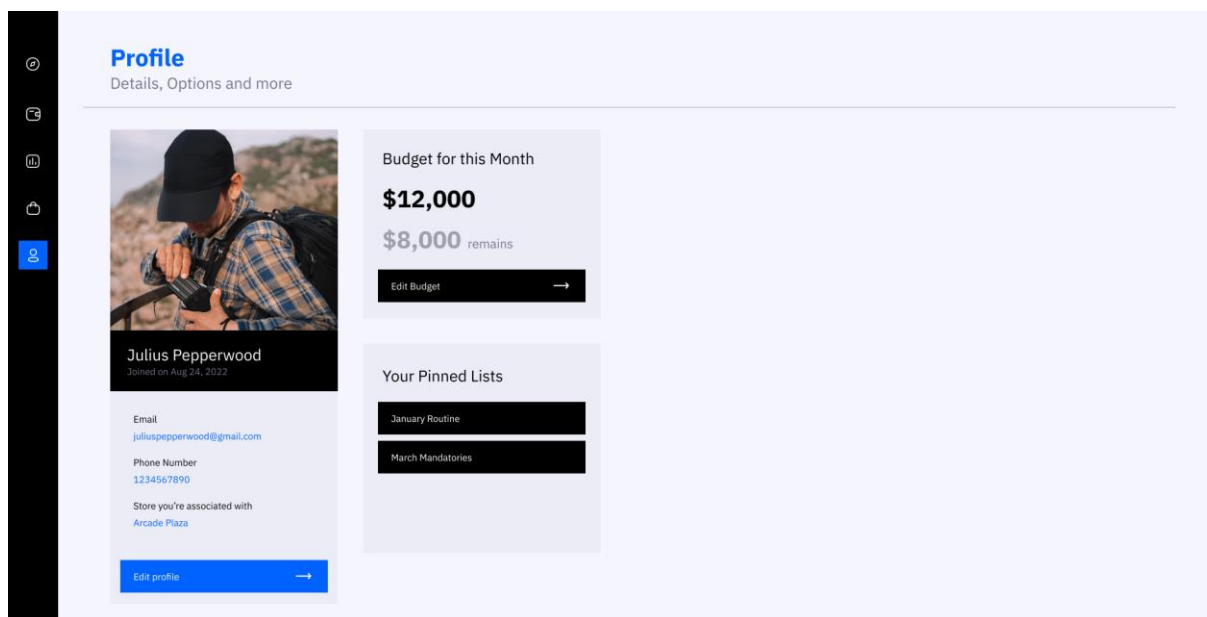 Profile
Details, Options and more
Julius Pepperwood
Joined on Aug 24, 2022
Email
juliuspepperwood@gmail.com
Phone Number
1234567890
Store you're associated with
Arcade Plaza
Edit profile
Budget for this Month
$12,000
$8,000 remains
Edit Budget
Your Pinned Lists
January Routine
March Mandatories